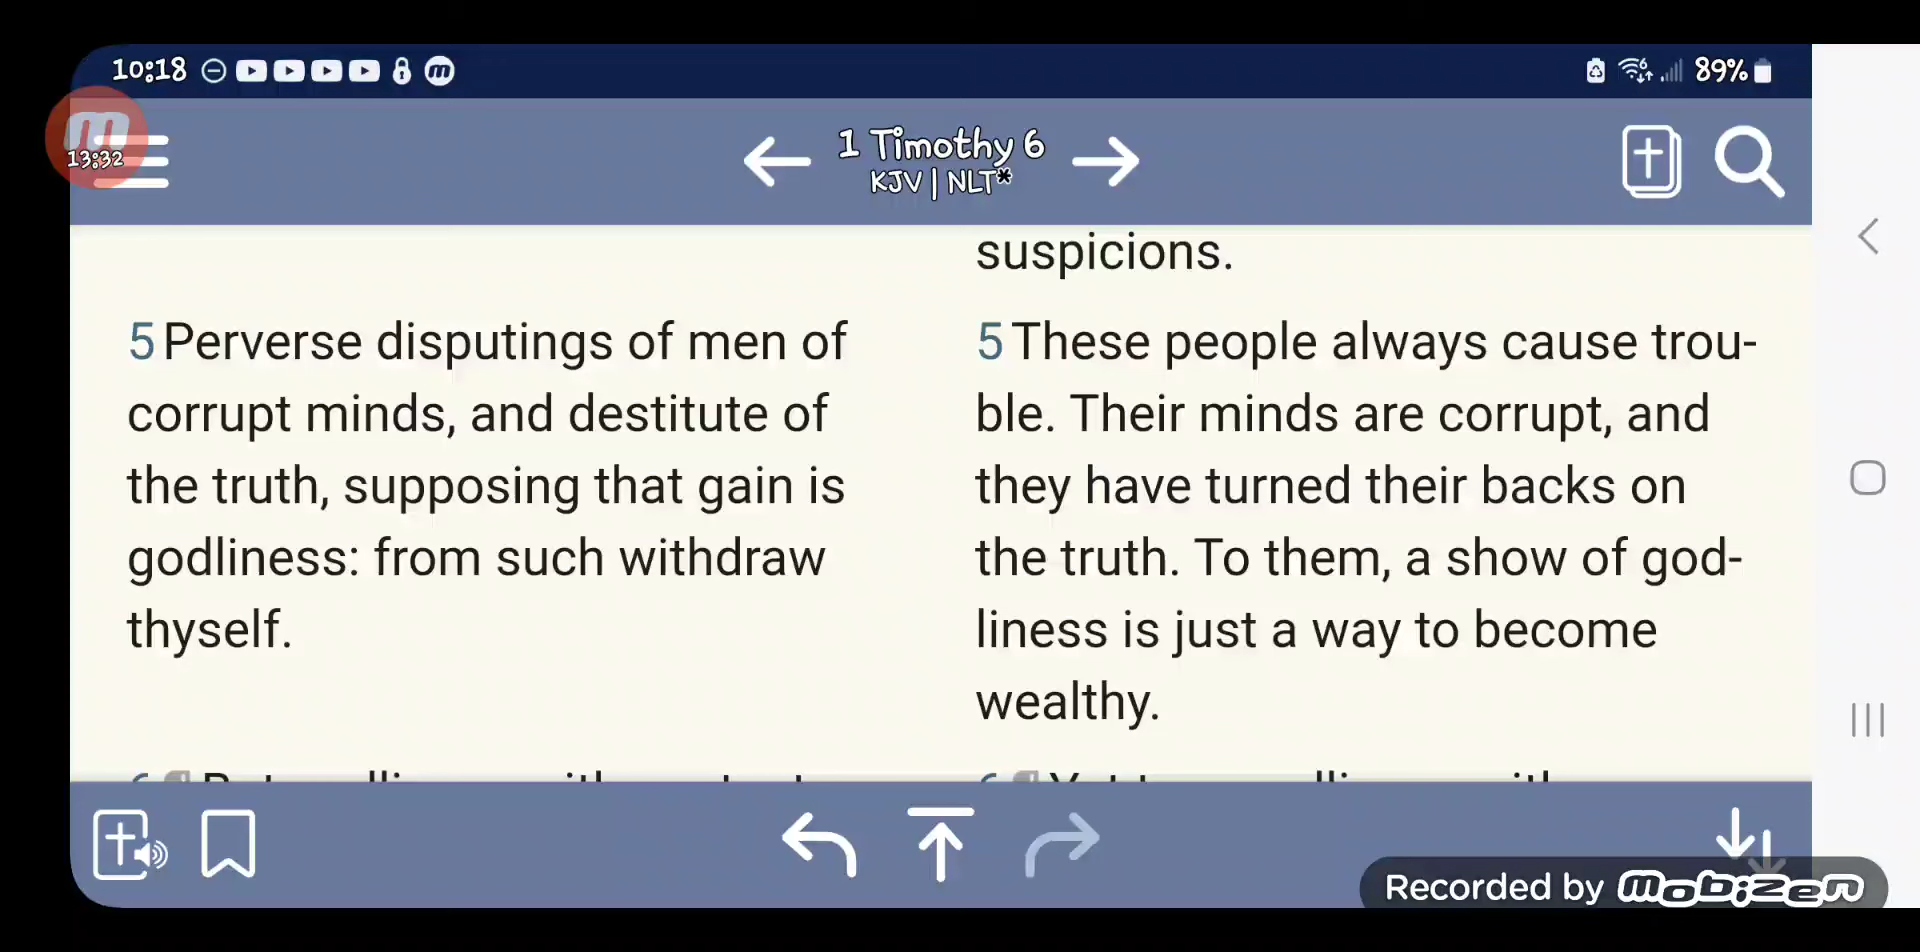 10:18
89%
m
13:32
1 Timothy 6
KJV | NLT*
suspicions.
5 Perverse disputings of men of
corrupt minds, and destitute of
the truth, supposing that gain is
godliness: from such withdraw
thyself.
5 These people always cause trou-
ble. Their minds are corrupt, and
they have turned their backs on
the truth. To them, a show of god-
liness is just a way to become
wealthy.
Recorded by mobizen